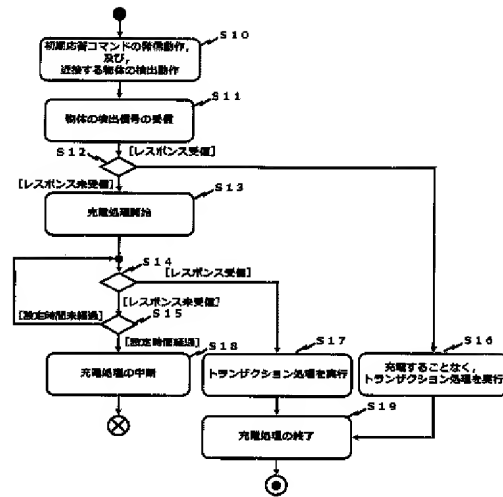 S10
初期応答コマンドの発信動作,
及び,
近接する物体の検出動作
S11
物体の検出信号の受信
S12
[レスポンス受信]
[レスポンス未受信]
S13
充電処理開始
S14
[レスポンス受信]
[レスポンス未受信]
[設定時間未経過]
S15
[設定時間経過]
S18
充電処理の中断
S17
トランザクション処理を実行
S16
充電することなく,
トランザクション処理を実行
S19
充電処理の終了